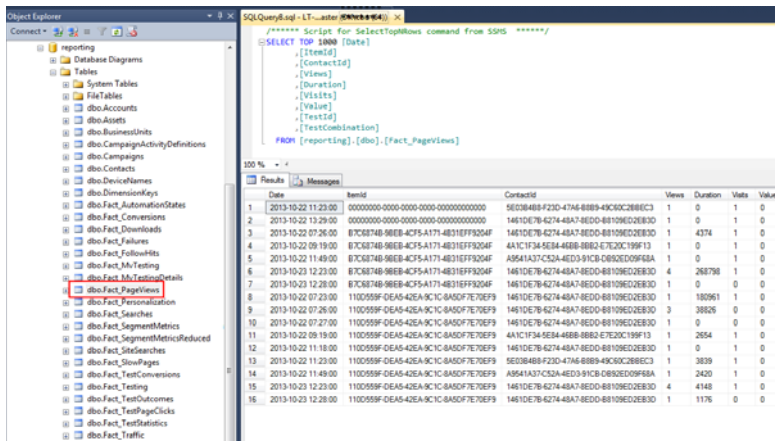 Object Explorer
Connect
reporting
Database Diagrams
Tables
System Tables
FileTables
dbo.Accounts
dbo.Assets
dbo.BusinessUnits
dbo.CampaignActivityDefinitions
dbo.Campaigns
dbo.Contacts
dbo.DeviceNames
dbo.DimensionKeys
dbo.Fact_AutomationStates
dbo.Fact_Conversions
dbo.Fact_Downloads
dbo.Fact_Failures
dbo.Fact_FollowHits
dbo.Fact_MvTesting
dbo.Fact_MvTestingDetails
dbo.Fact_PageViews
dbo.Fact_Personalization
dbo.Fact_Searches
dbo.Fact_SegmentMetrics
dbo.Fact_SegmentMetricsReduced
dbo.Fact_SiteSearches
dbo.Fact_SlowPages
dbo.Fact_TestConversions
dbo.Fact_Testing
dbo.Fact_TestOutcomes
dbo.Fact_TestPageClicks
dbo.Fact_TestStatistics
dbo.Fact_Traffic
SQLQuery8.sql - LT-...aster
/****** Script for SelectTopNRows command from SSMS ******/
SELECT TOP 1000 [Date]
,[ItemId]
,[ContactId]
,[Views]
,[Duration]
,[Visits]
,[Value]
,[TestId]
,[TestCombination]
FROM [reporting].[dbo].[Fact_PageViews]
100 %
Results Messages
Date ItemId ContactId Views Duration Visits Value
1 2013-10-22 11:23:00 00000000-0000-0000-0000-000000000000 5E03B4B8-F23D-47A6-B8B9-49C60C2BBEC3 1 0 1 0
2 2013-10-22 13:29:00 00000000-0000-0000-0000-000000000000 1461DE7B-6274-48A7-8EDD-B8109ED2EB3D 1 0 1 0
3 2013-10-22 07:26:00 B7C6874B-9BEB-4CF5-A171-4B31EFF9204F 1461DE7B-6274-48A7-8EDD-B8109ED2EB3D 1 4374 1 0
4 2013-10-22 09:19:00 B7C6874B-9BEB-4CF5-A171-4B31EFF9204F 4A1C1F34-5E84-46BB-8BB2-E7E20C199F13 1 0 1 0
5 2013-10-22 11:49:00 B7C6874B-9BEB-4CF5-A171-4B31EFF9204F A9541A37-C52A-4ED3-91CB-DB92ED09F68A 1 0 1 0
6 2013-10-23 12:23:00 B7C6874B-9BEB-4CF5-A171-4B31EFF9204F 1461DE7B-6274-48A7-8EDD-B8109ED2EB3D 4 268798 1 0
7 2013-10-23 12:28:00 B7C6874B-9BEB-4CF5-A171-4B31EFF9204F 1461DE7B-6274-48A7-8EDD-B8109ED2EB3D 1 0 0 0
8 2013-10-22 07:23:00 110D559F-DEA5-42EA-9C1C-8A5DF7E70EF9 1461DE7B-6274-48A7-8EDD-B8109ED2EB3D 1 180961 1 0
9 2013-10-22 07:26:00 110D559F-DEA5-42EA-9C1C-8A5DF7E70EF9 1461DE7B-6274-48A7-8EDD-B8109ED2EB3D 3 38826 0 0
10 2013-10-22 07:27:00 110D559F-DEA5-42EA-9C1C-8A5DF7E70EF9 1461DE7B-6274-48A7-8EDD-B8109ED2EB3D 1 0 0 0
11 2013-10-22 09:19:00 110D559F-DEA5-42EA-9C1C-8A5DF7E70EF9 4A1C1F34-5E84-46BB-8BB2-E7E20C199F13 1 2654 1 0
12 2013-10-22 11:18:00 110D559F-DEA5-42EA-9C1C-8A5DF7E70EF9 1461DE7B-6274-48A7-8EDD-B8109ED2EB3D 1 0 1 0
13 2013-10-22 11:23:00 110D559F-DEA5-42EA-9C1C-8A5DF7E70EF9 5E03B4B8-F23D-47A6-B8B9-49C60C2BBEC3 1 3839 1 0
14 2013-10-22 11:49:00 110D559F-DEA5-42EA-9C1C-8A5DF7E70EF9 A9541A37-C52A-4ED3-91CB-DB92ED09F68A 1 2420 1 0
15 2013-10-23 12:23:00 110D559F-DEA5-42EA-9C1C-8A5DF7E70EF9 1461DE7B-6274-48A7-8EDD-B8109ED2EB3D 4 4148 1 0
16 2013-10-23 12:28:00 110D559F-DEA5-42EA-9C1C-8A5DF7E70EF9 1461DE7B-6274-48A7-8EDD-B8109ED2EB3D 1 1176 0 0